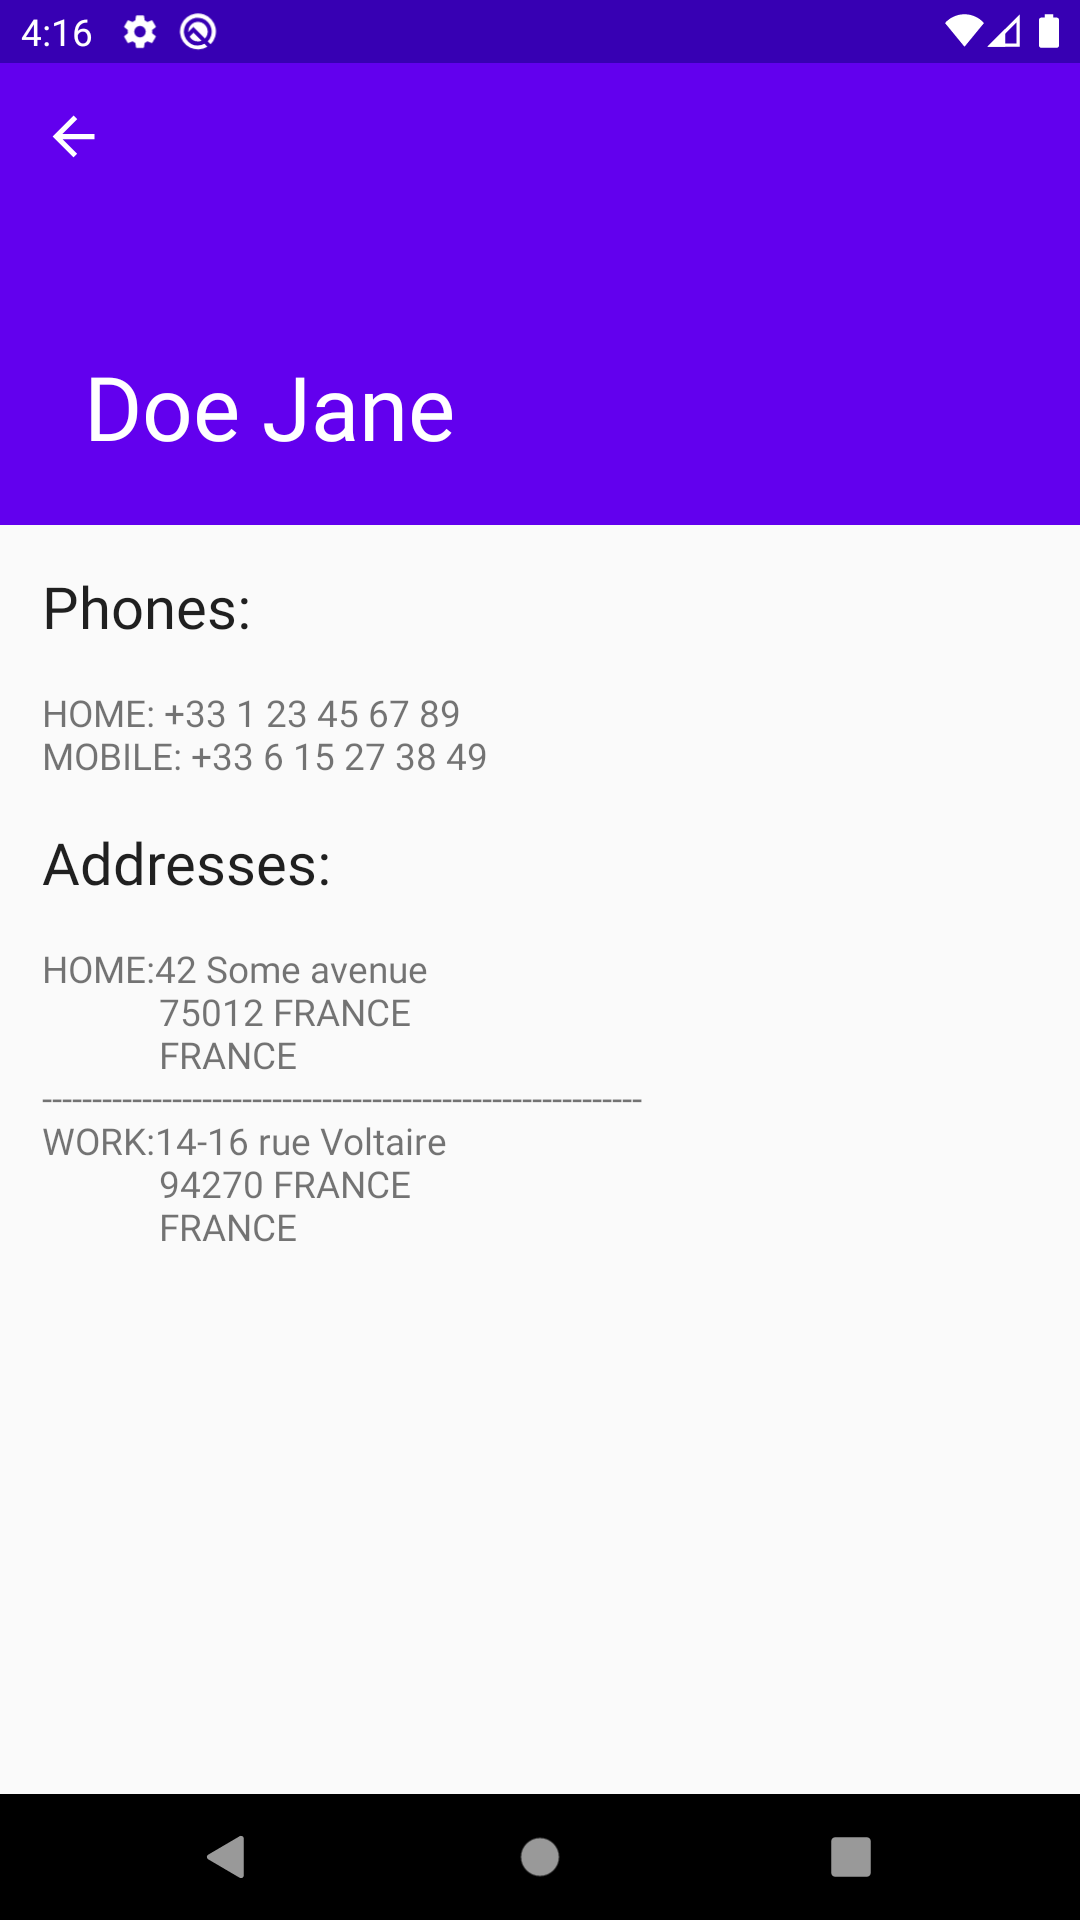 4:16
Doe Jane
Phones:
HOME: +33 1 23 45 67 89
MOBILE: +33 6 15 27 38 49
Addresses:
HOME:42 Some avenue
75012 FRANCE
FRANCE
------------------------------------------------------------
WORK:14-16 rue Voltaire
94270 FRANCE
FRANCE